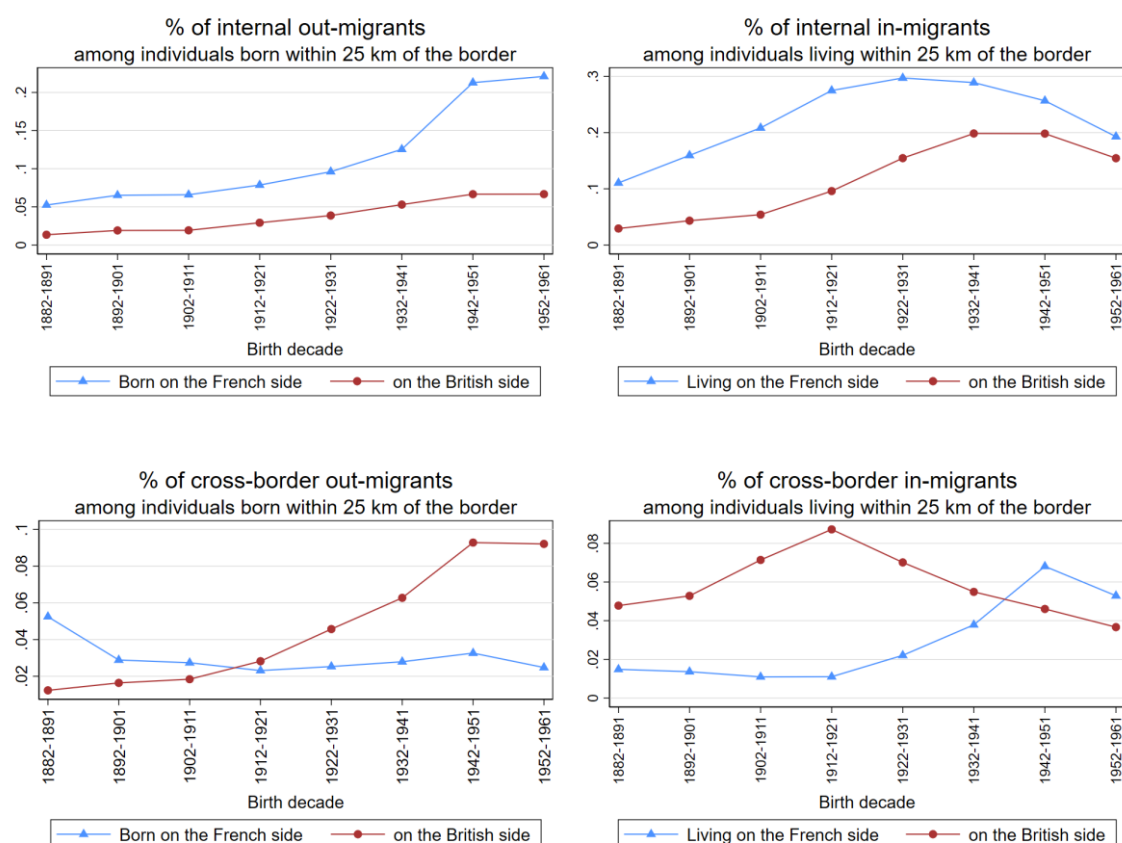 % of internal out-migrants
among individuals born within 25 km of the border
.2
.15
.1
.05
0
1882-1891
1892-1901
1902-1911
1912-1921
1922-1931
1932-1941
1942-1951
1952-1961
Birth decade
Born on the French side
on the British side
% of internal in-migrants
among individuals living within 25 km of the border
.3
.2
.1
0
1882-1891
1892-1901
1902-1911
1912-1921
1922-1931
1932-1941
1942-1951
1952-1961
Birth decade
Living on the French side
on the British side
% of cross-border out-migrants
among individuals born within 25 km of the border
.1
.08
.06
.04
.02
1882-1891
1892-1901
1902-1911
1912-1921
1922-1931
1932-1941
1942-1951
1952-1961
Birth decade
Born on the French side
on the British side
% of cross-border in-migrants
among individuals living within 25 km of the border
.08
.06
.04
.02
0
1882-1891
1892-1901
1902-1911
1912-1921
1922-1931
1932-1941
1942-1951
1952-1961
Birth decade
Living on the French side
on the British side